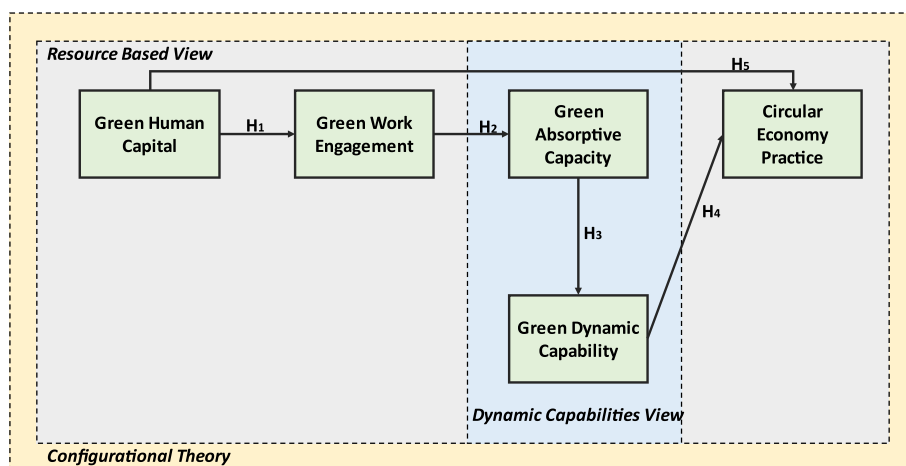 Resource Based View
H5
Green Human
Capital
H1
Green Work
Engagement
H2
Green
Absorptive
Capacity
Circular
Economy
Practice
H4
H3
Green Dynamic
Capability
Dynamic Capabilities View
Configurational Theory